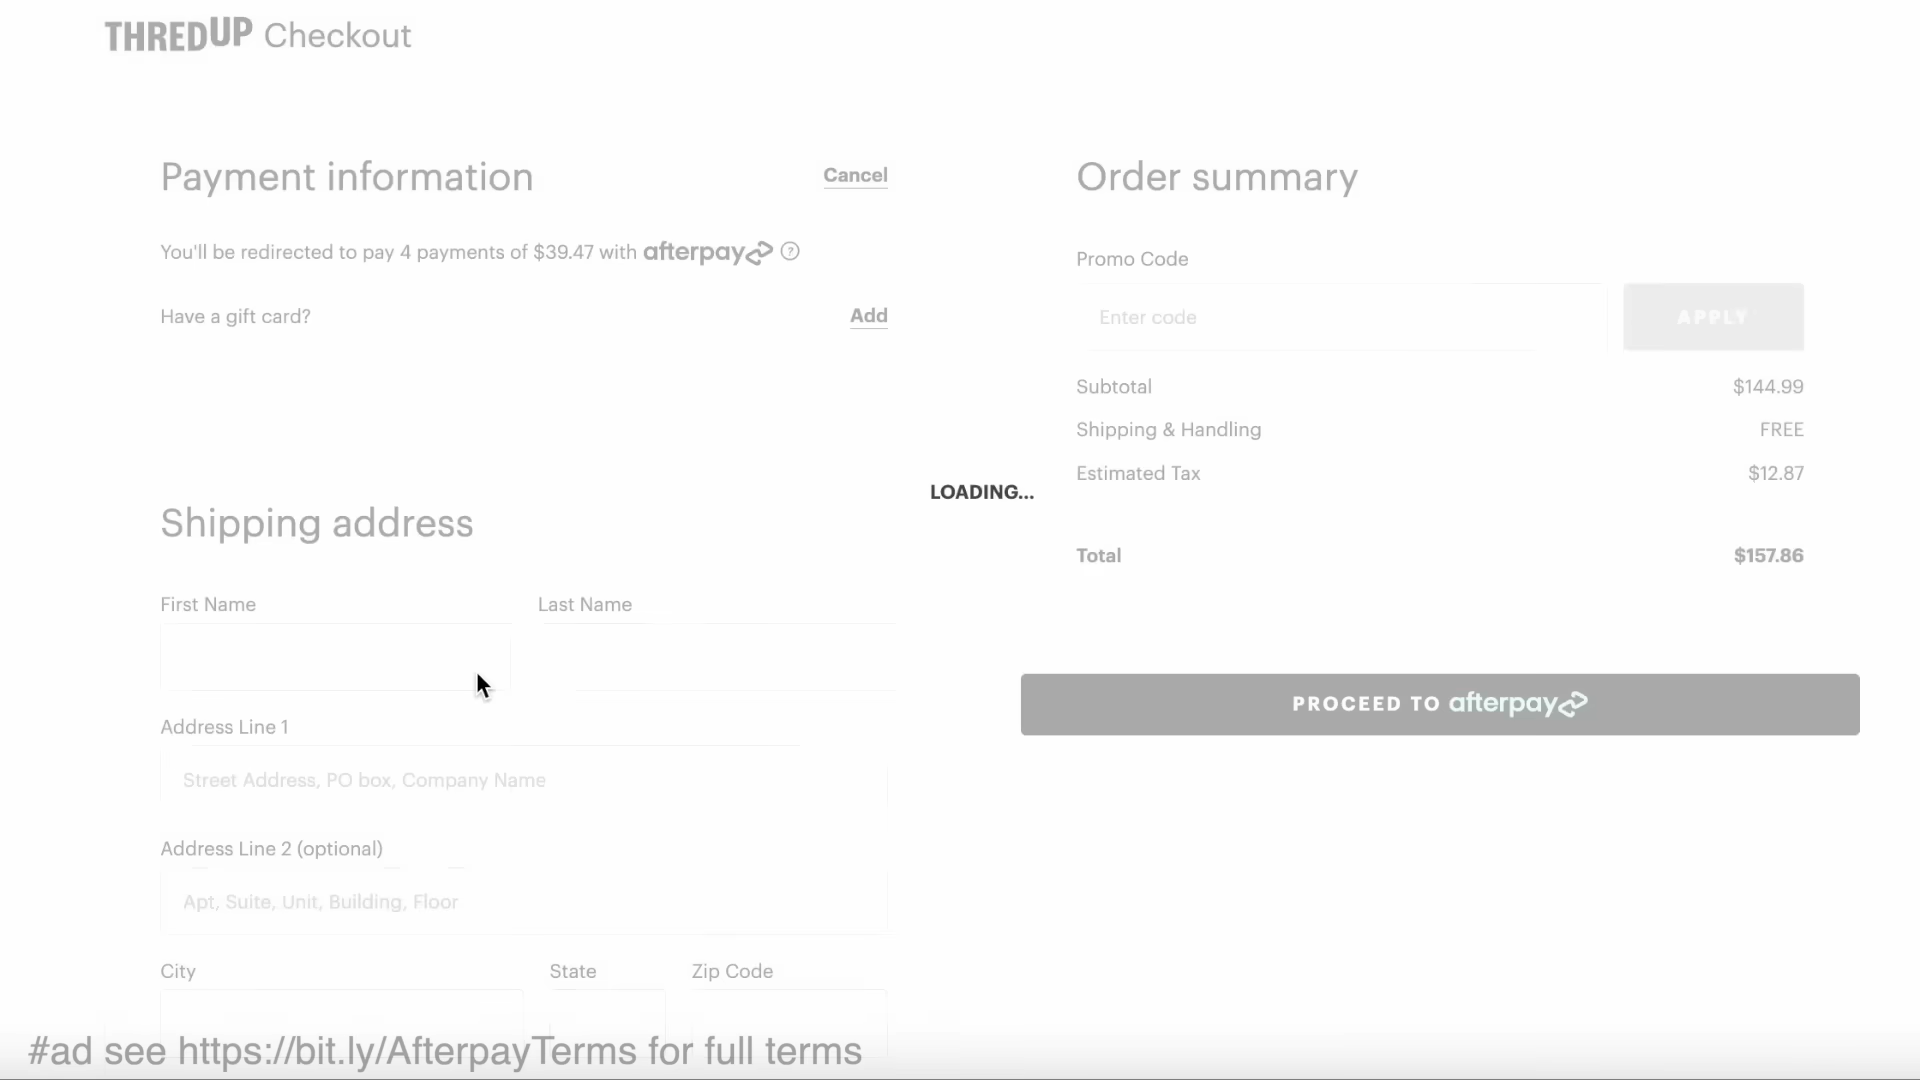 THREDUP Checkout
Payment information
Cancel
You'll be redirected to pay 4 payments of $39.47 with afterpay ?
Have a gift card?
Add
Shipping address
First Name
Last Name
Address Line 1
Street Address, PO box, Company Name
Address Line 2 (optional)
Apt, Suite, Unit, Building, Floor
City
State
Zip Code
LOADING...
Order summary
Promo Code
Enter code
APPLY
Subtotal
$144.99
Shipping & Handling
FREE
Estimated Tax
$12.87
Total
$157.86
PROCEED TO afterpay
#ad see https://bit.ly/AfterpayTerms for full terms